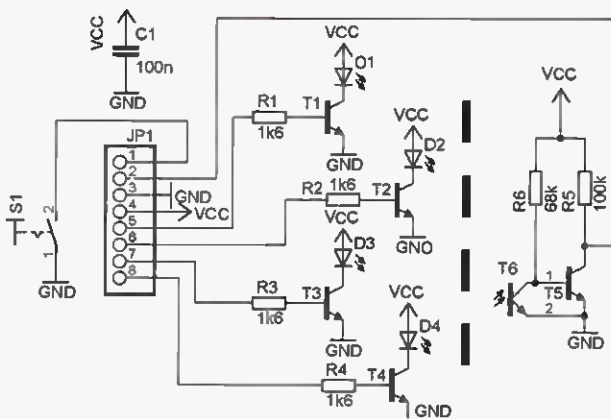 VCC
C1
100n
GND
JP1
1
2
3
4
5
6
7
8
GND
VCC
S1
2
1
GND
R1
1k6
T1
VCC
O1
GND
R2
1k6
T2
VCC
D2
GNO
R3
1k6
T3
VCC
D3
GND
R4
1k6
T4
VCC
D4
GND
VCC
R6
68k
R5
100k
T6
1
T5
2
GND